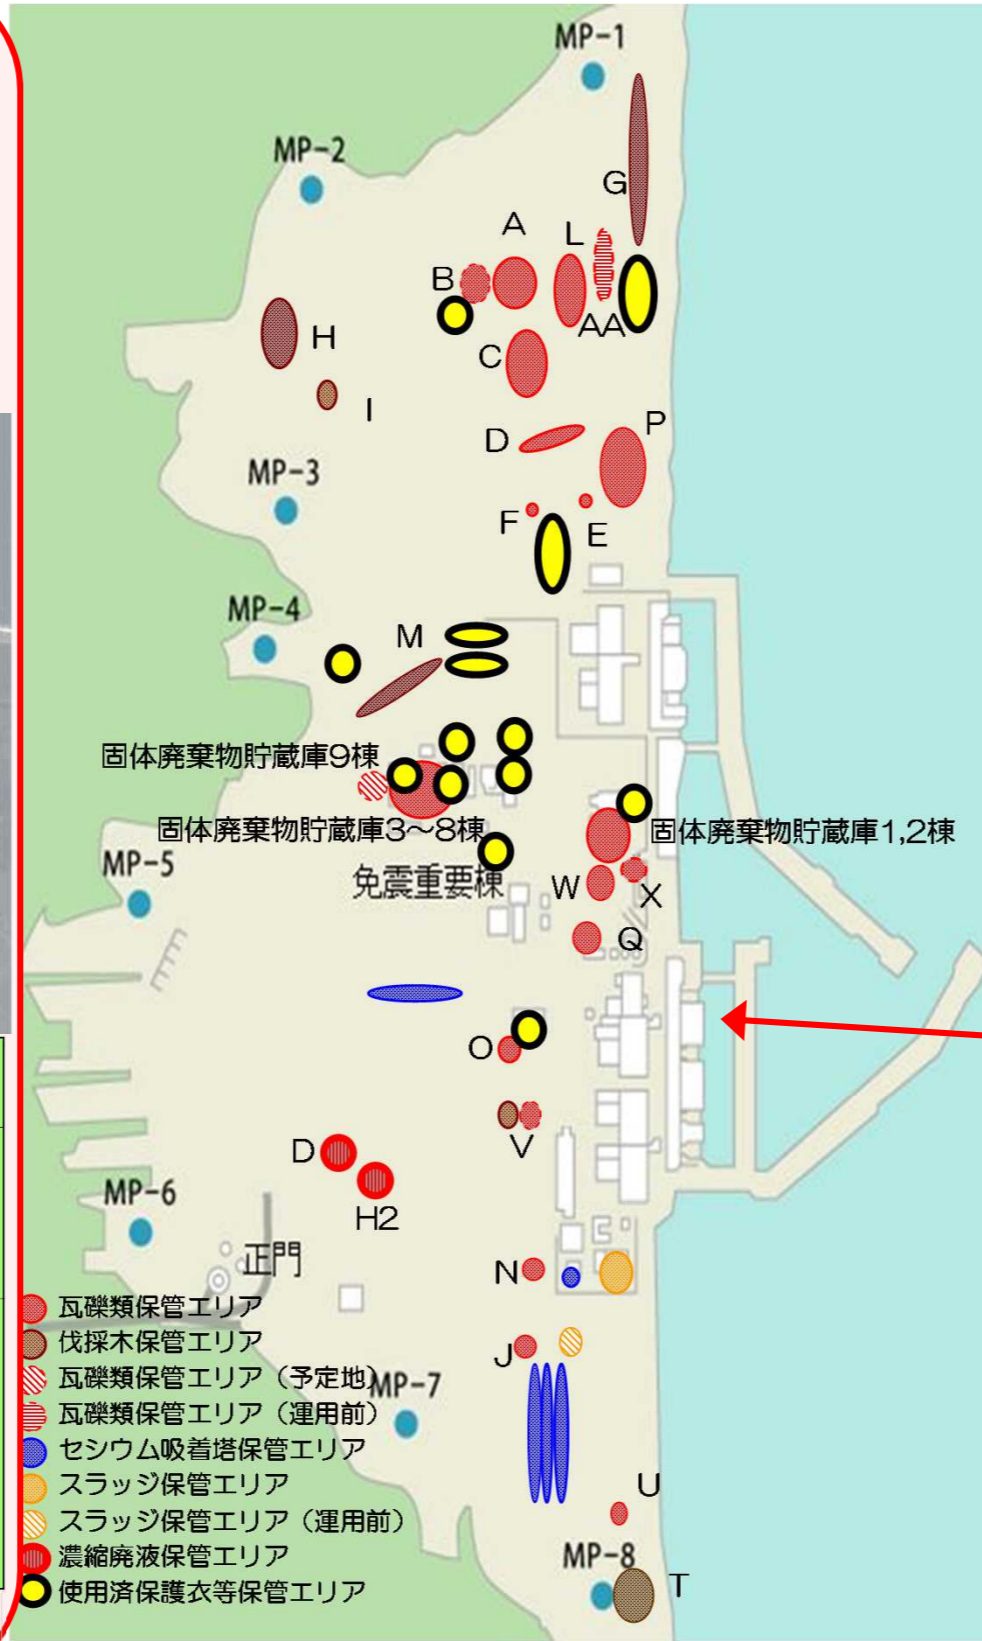 MP-1
MP-2
G
A
L
B
AA
H
C
I
D
P
MP-3
F
E
MP-4
M
固体廃棄物貯蔵庫9棟
固体廃棄物貯蔵庫3〜8棟
固体廃棄物貯蔵庫1,2棟
MP-5
免震重要棟
W
X
Q
O
V
D
MP-6
H2
正門
N
瓦礫類保管エリア
伐採木保管エリア
J
瓦礫類保管エリア（予定地）
MP-7
瓦礫類保管エリア（運用前）
セシウム吸着塔保管エリア
スラッジ保管エリア
U
スラッジ保管エリア（運用前）
濃縮廃液保管エリア
MP-8
使用済保護衣等保管エリア
T